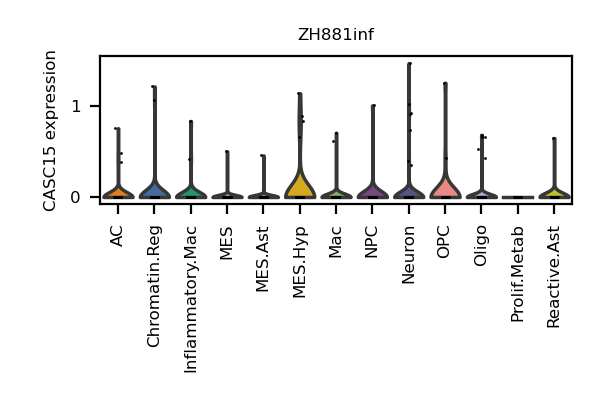 ZH881inf
CASC15 expression
1
0
AC
Chromatin.Reg
Inflammatory.Mac
MES
MES.Ast
MES.Hyp
Mac
NPC
Neuron
OPC
Oligo
Prolif.Metab
Reactive.Ast